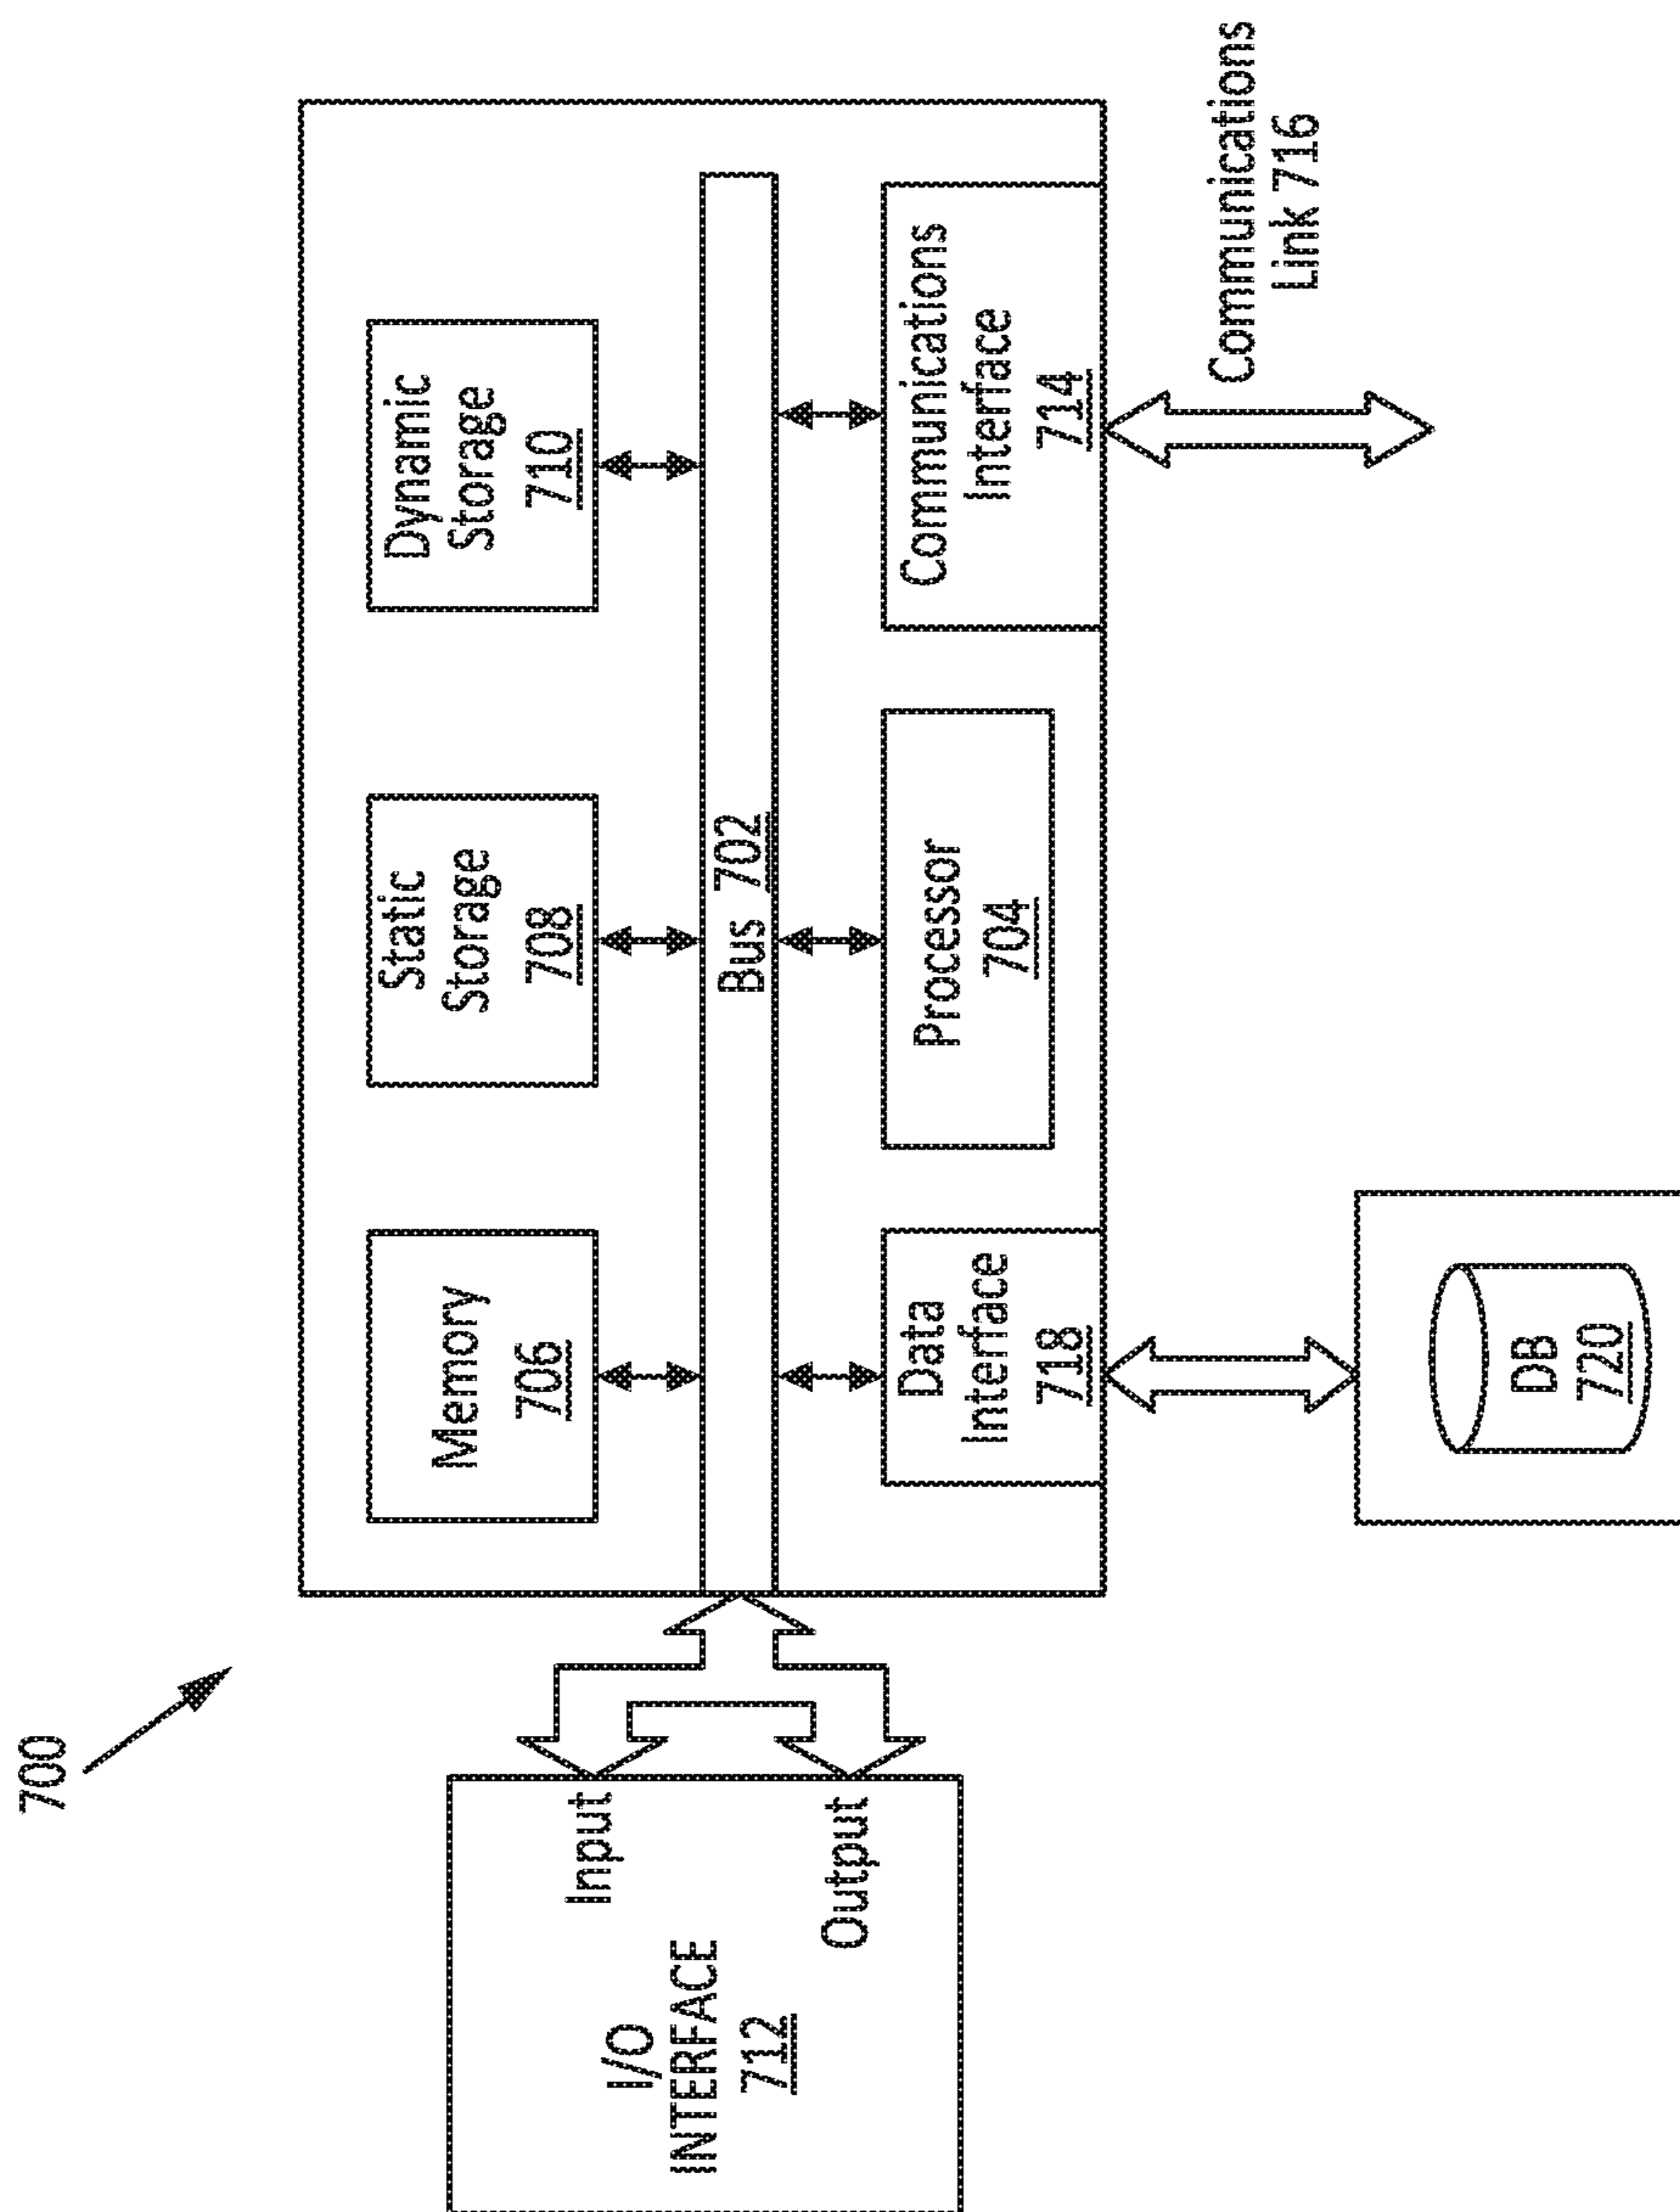 700
I/O
INTERFACE
712
Input
Output
Memory
706
Static
Storage
708
Dynamic
Storage
710
Bus 702
Data
Interface
718
Processor
704
Communications
Interface
714
DB
720
Communications
Link 716